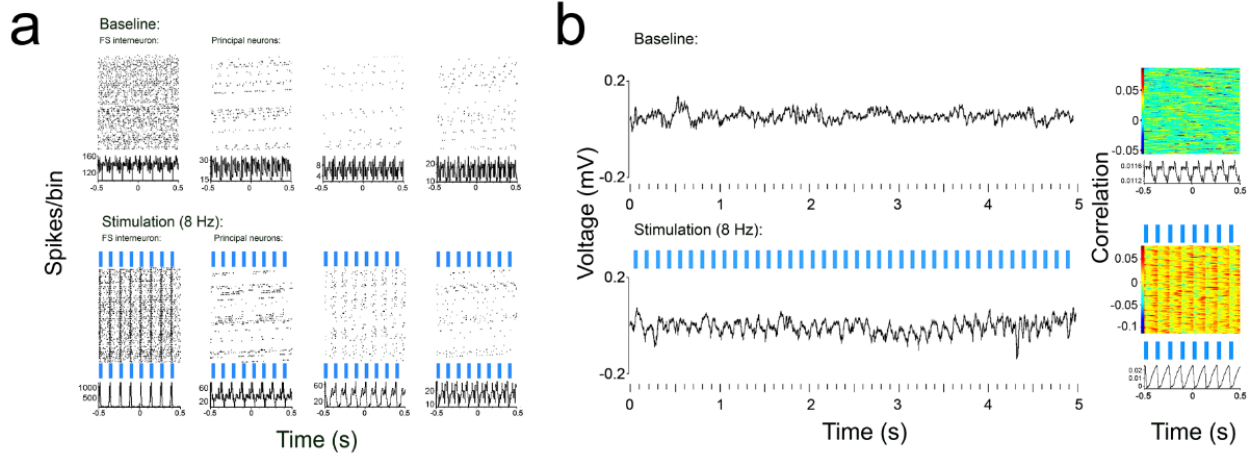 a
Baseline:
FS interneuron: Principal neurons:
Spikes/bin
-0.5 0 0.5 -0.5 0 0.5 -0.5 0 0.5 -0.5 0 0.5
160
120
30
15
8
4
20
10
Stimulation (8 Hz):
FS interneuron: Principal neurons:
1000
500
60
20
60
20
20
10
-0.5 0 0.5 -0.5 0 0.5 -0.5 0 0.5 -0.5 0 0.5
Time (s)
b
Baseline:
Voltage (mV)
0.2
-0.2
0 1 2 3 4 5
Stimulation (8 Hz):
0.2
-0.2
0 1 2 3 4 5
Time (s)
Correlation
0.05
0
-0.05
0.0116
0.0112
-0.5 0 0.5
0.05
0
-0.05
-0.1
0.02
0.01
0
-0.5 0 0.5
Time (s)